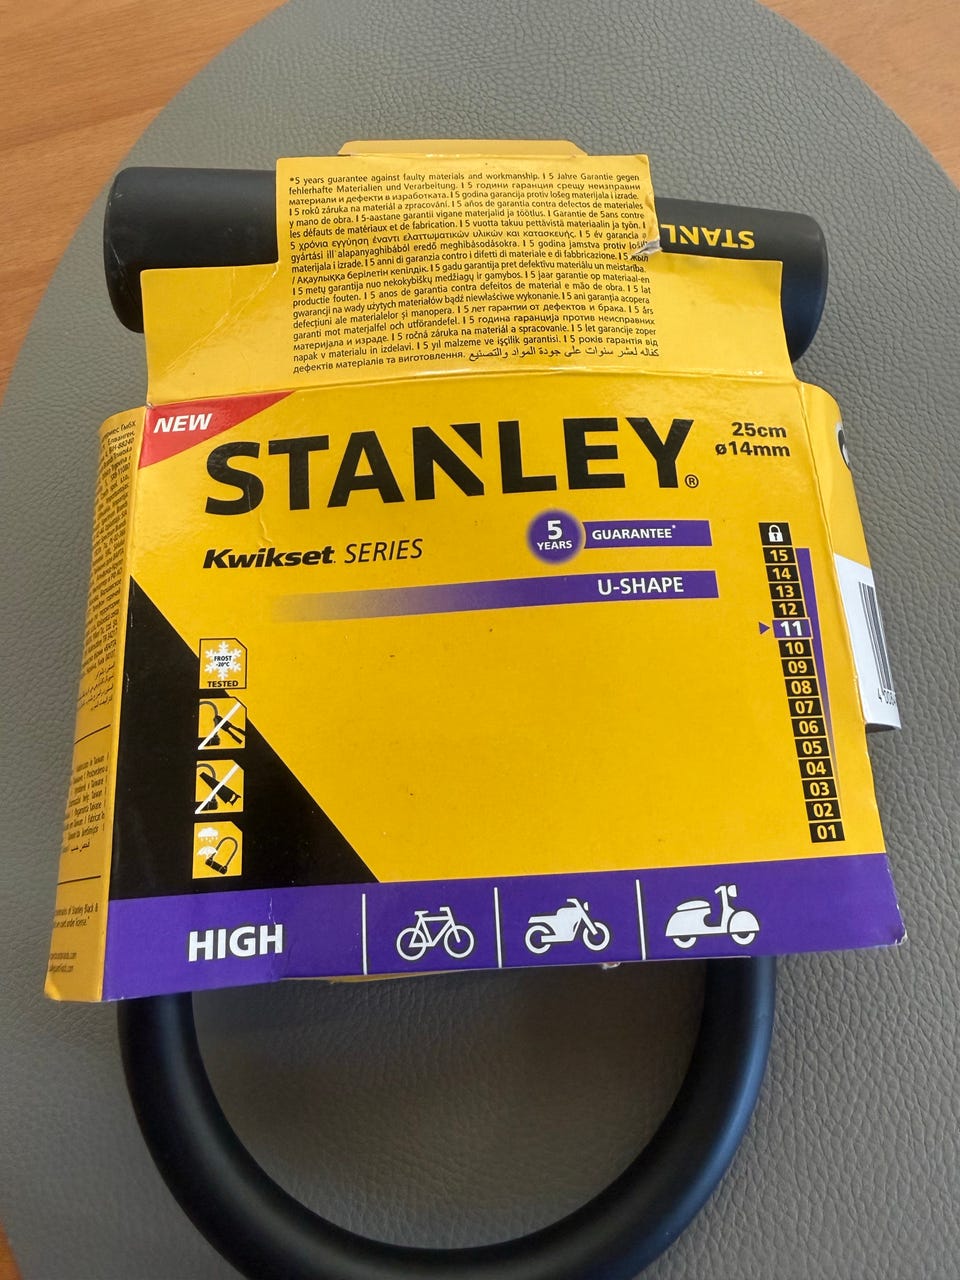 *5 years guarantee against faulty materials and workmanship. I 5 Jahre Garantie gegen
fehlerhafte Materialien und Verarbeitung. I 5 години гаранция срещу неизправни
материали и дефекти в изработката. I 5 godina garancija protiv lošeg materijala i izrade.
I 5 roků záruka na materiál a zpracování. I 5 años de garantía contra defectos de materiales
y mano de obra. I 5-aastane garantii vigane materjalid ja töötlus. I Garantie de 5ans contre
les défauts de matériaux et de fabrication. I 5 vuotta takuu pettävistä materiaalin ja työn. I
5 χρόνια εγγύηση έναντι ελαττωματικών υλικών και κατασκευής. I 5 év garancia a
gyártási ill alapanyaghibából eredő meghibásodásokra. I 5 godina jamstva protiv
materijala i izrade. I 5 anni di garanzia contro i difetti di materiale e di fabbricazione. I 5
/ Ақаулыққа берілетін кепілдік. I 5 gadu garantija pret defektīvu materiālu un meistarība.
I 5 metų garantija nuo nekokybiškų medžiagų ir gamybos. I 5 jaar garantie op materiaal-en
productie fouten. I 5 anos de garantia contra defeitos de material e mão de obra. I 5 lat
gwarancji na wady użytych materiałów bądź niewłaściwe wykonanie. I 5 ani garanția acopera
defecțiuni ale materialelor și manopera. I 5 лет гарантии от дефектов и брака. I 5 års
garanti mot materjalfel och utförandefel. I 5 година гаранција против неисправних
материјала и израде. I 5 ročná záruka na materiál a spracovanie. I 5 let garancije zoper
napak v materialu in izdelavi. I 5 yıl malzeme ve işçilik garantisi. I 5 років гарантія від
дефектів матеріалів та виготовлення. كفاله لعشر سنوات على جودة المواد والتصنيع
STANL
NEW
STANLEY®
25cm
ø14mm
5 YEARS GUARANTEE*
Kwikset SERIES
U-SHAPE
15
14
13
12
11
10
09
08
07
06
05
04
03
02
01
FROST
-20°C
TESTED
HIGH